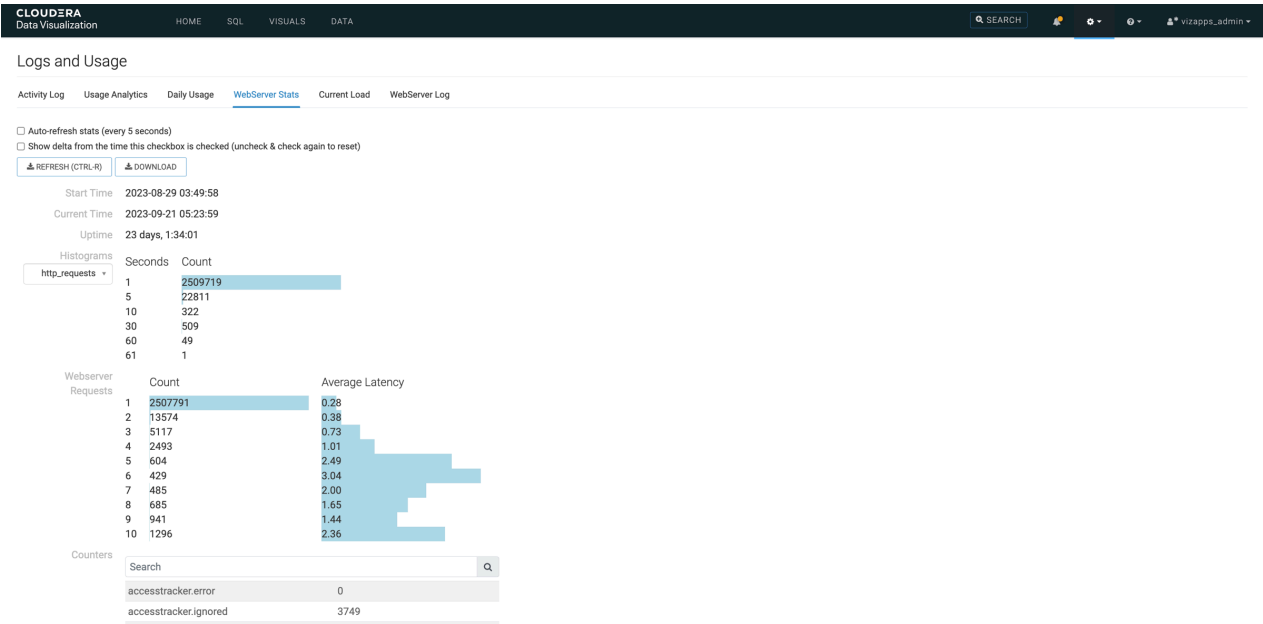 CLOUDERA
Data Visualization
HOME SQL VISUALS DATA SEARCH vizapps_admin
Logs and Usage
Activity Log Usage Analytics Daily Usage WebServer Stats Current Load WebServer Log
Auto-refresh stats (every 5 seconds)
Show delta from the time this checkbox is checked (uncheck & check again to reset)
REFRESH (CTRL-R) DOWNLOAD
Start Time 2023-08-29 03:49:58
Current Time 2023-09-21 05:23:59
Uptime 23 days, 1:34:01
Histograms
http_requests
Seconds Count
1 2509719
5 22811
10 322
30 509
60 49
61 1
Webserver
Requests
Count Average Latency
1 2507791 0.28
2 13574 0.38
3 5117 0.73
4 2493 1.01
5 604 2.49
6 429 3.04
7 485 2.00
8 685 1.65
9 941 1.44
10 1296 2.36
Counters
Search
accesstracker.error 0
accesstracker.ignored 3749